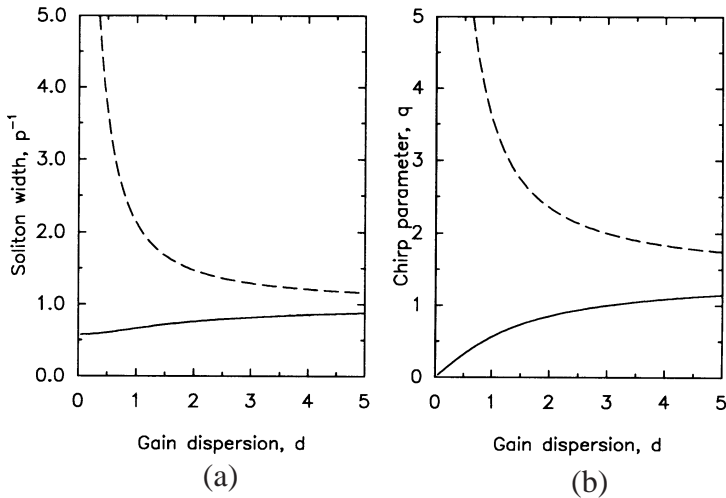 5.0
4.0
3.0
2.0
1.0
0.0
Soliton width, p⁻¹
0 1 2 3 4 5
Gain dispersion, d
(a)
5
4
3
2
1
0
Chirp parameter, q
0 1 2 3 4 5
Gain dispersion, d
(b)